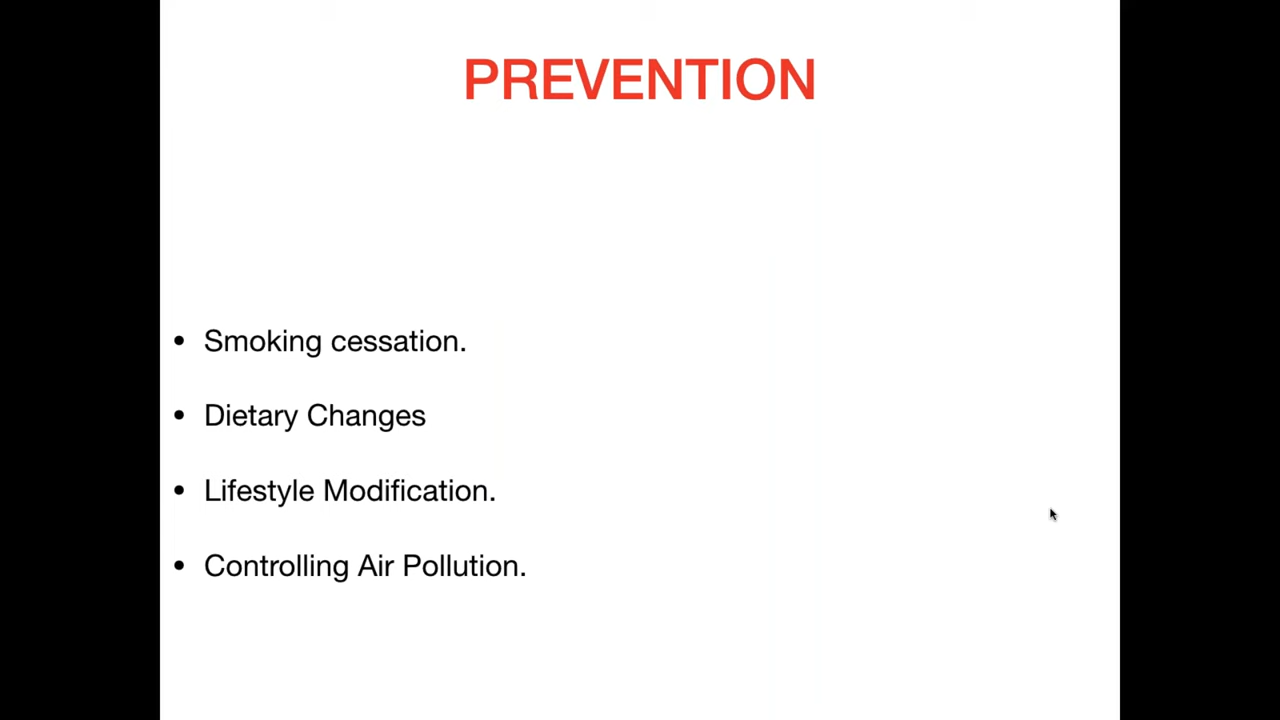 PREVENTION
• Smoking cessation.
• Dietary Changes
• Lifestyle Modification.
• Controlling Air Pollution.